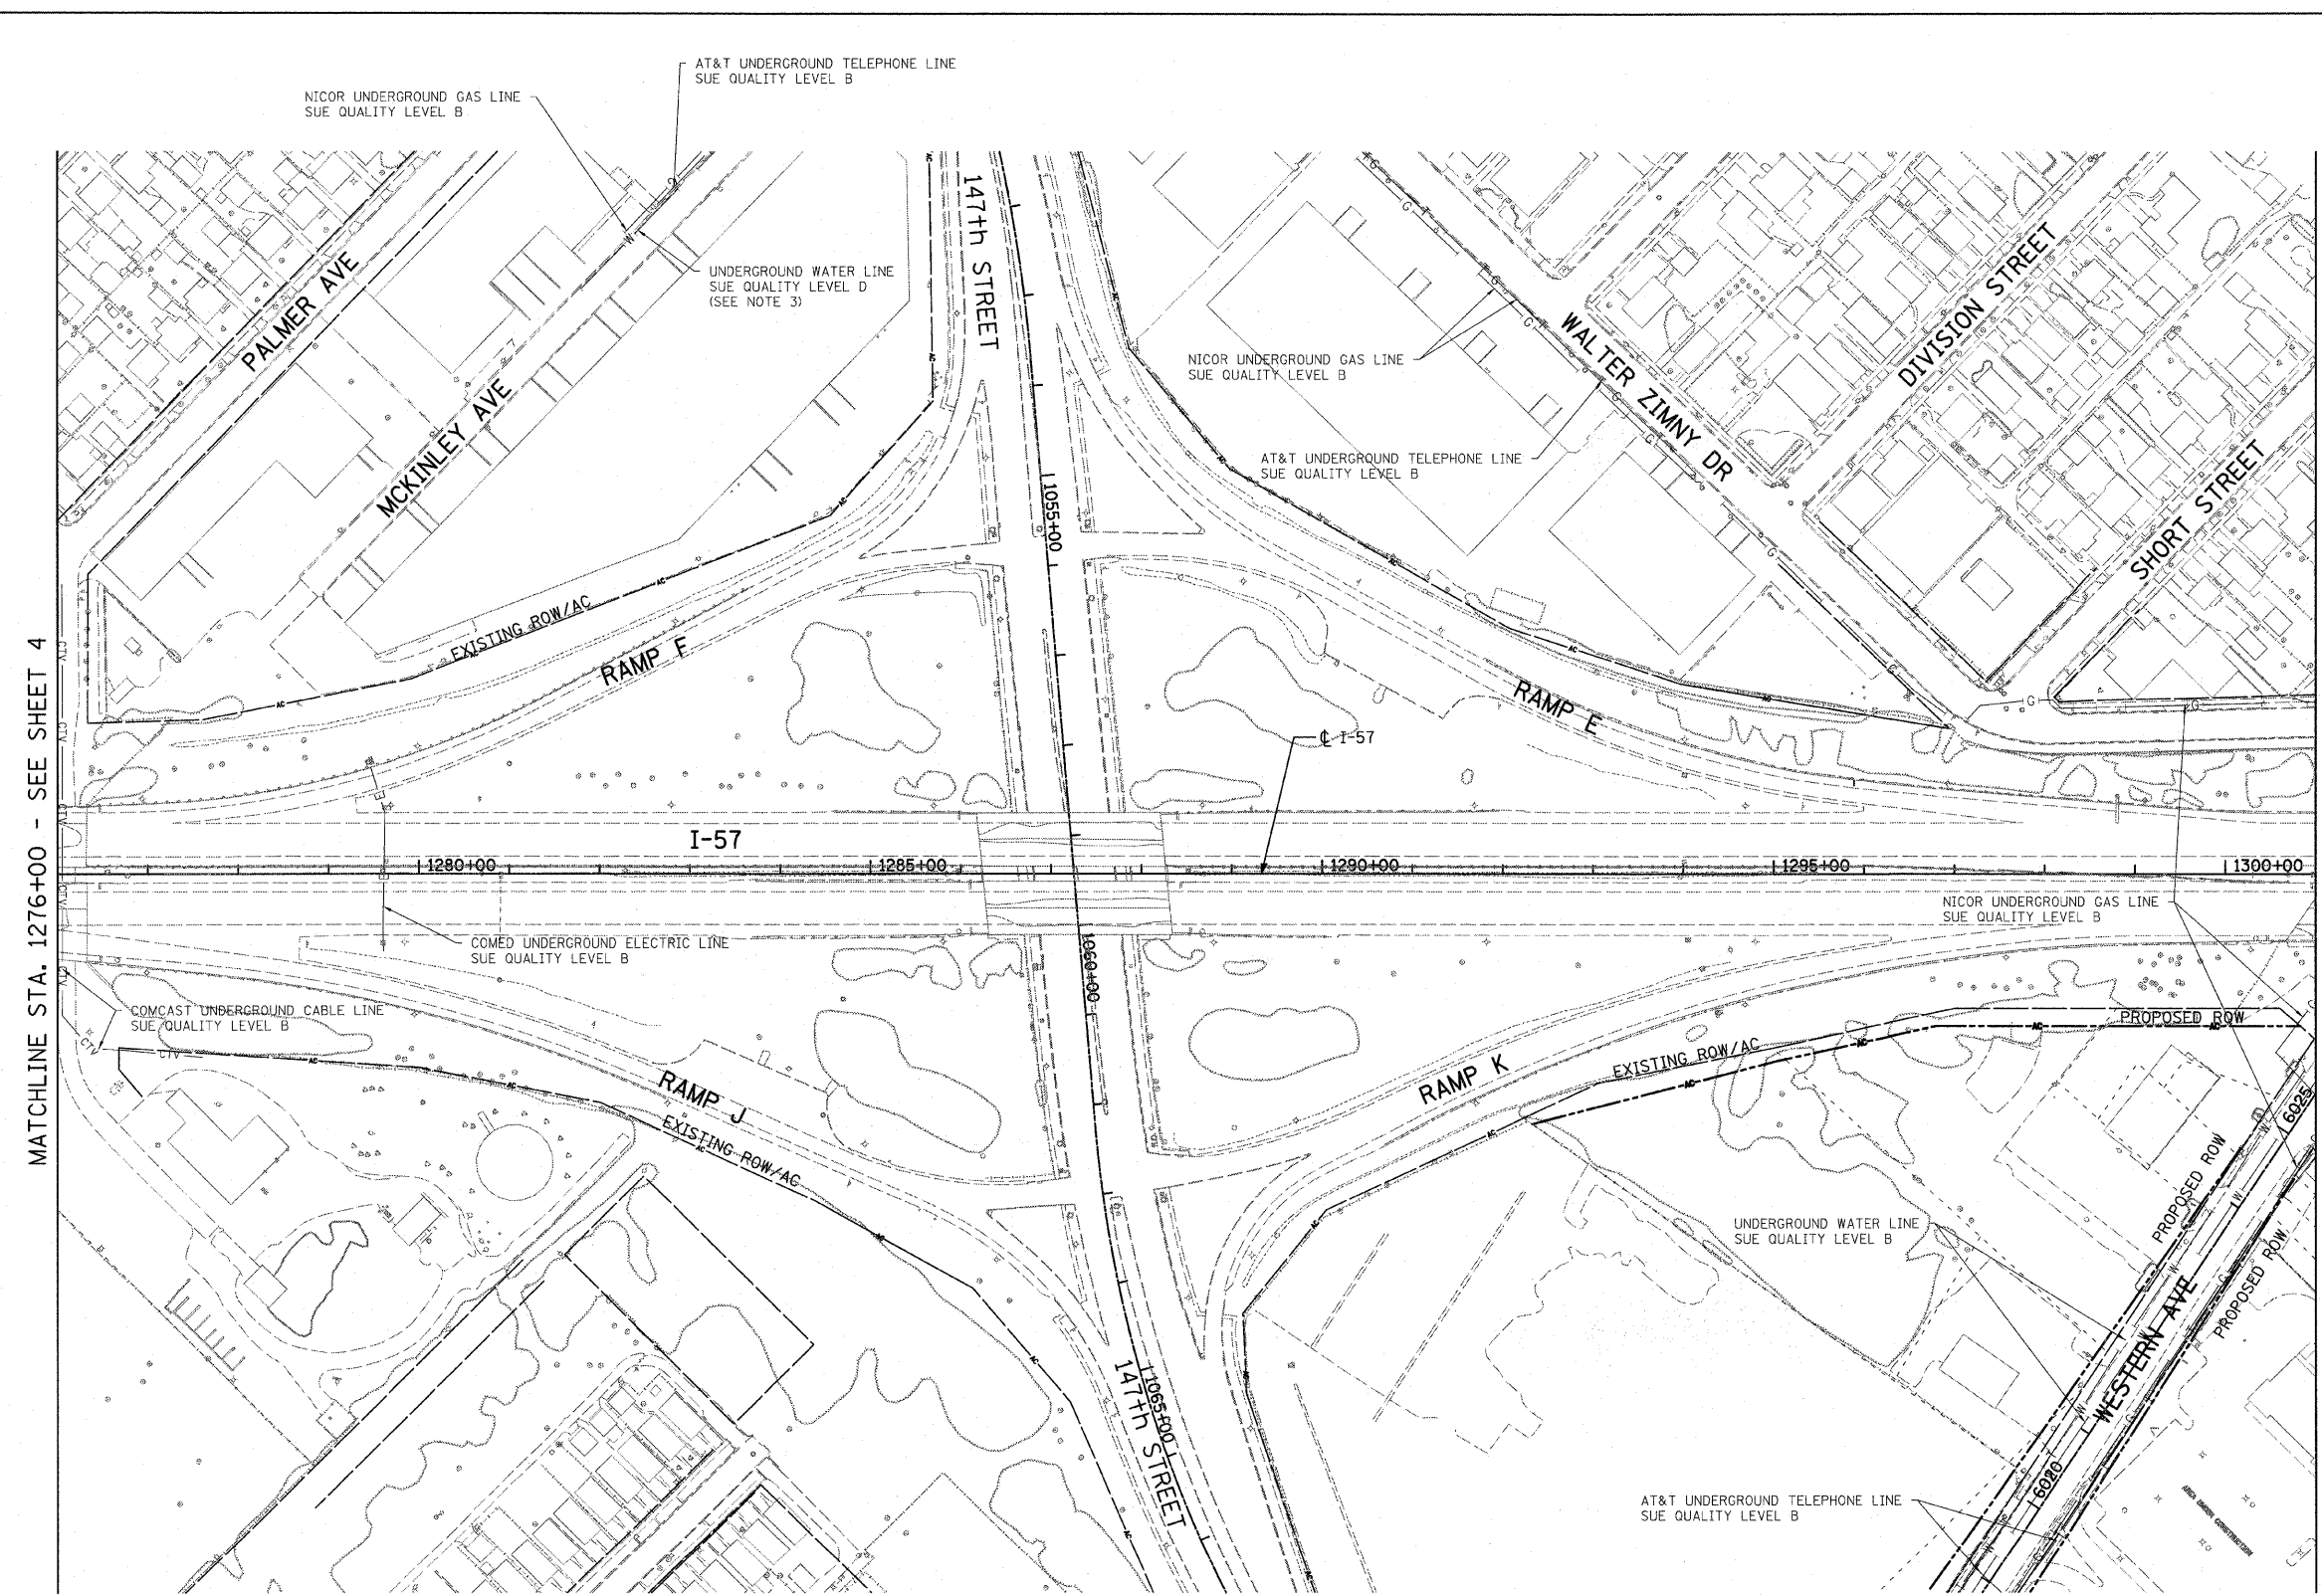 AT&T UNDERGROUND TELEPHONE LINE
SUE QUALITY LEVEL B
NICOR UNDERGROUND GAS LINE
SUE QUALITY LEVEL B
UNDERGROUND WATER LINE
SUE QUALITY LEVEL D
(SEE NOTE 3)
PALMER AVE
MCKINLEY AVE
147th STREET
1055+00
NICOR UNDERGROUND GAS LINE
SUE QUALITY LEVEL B
AT&T UNDERGROUND TELEPHONE LINE
SUE QUALITY LEVEL B
WALTER ZIMNY DR
DIVISION STREET
SHORT STREET
EXISTING ROW/AC
RAMP F
RAMP E
℄ I-57
MATCHLINE STA. 1276+00 - SEE SHEET 4
I-57
1280+00
1285+00
1290+00
1295+00
1300+00
COMED UNDERGROUND ELECTRIC LINE
SUE QUALITY LEVEL B
NICOR UNDERGROUND GAS LINE
SUE QUALITY LEVEL B
1060+00
COMCAST UNDERGROUND CABLE LINE
SUE QUALITY LEVEL B
CTV
RAMP J
EXISTING ROW/AC
RAMP K
EXISTING ROW/AC
PROPOSED ROW
6025
PROPOSED ROW
PROPOSED ROW
UNDERGROUND WATER LINE
SUE QUALITY LEVEL B
WESTERN AVE
1065+00
147th STREET
6020
AT&T UNDERGROUND TELEPHONE LINE
SUE QUALITY LEVEL B
AREA UNDER CONSTRUCTION